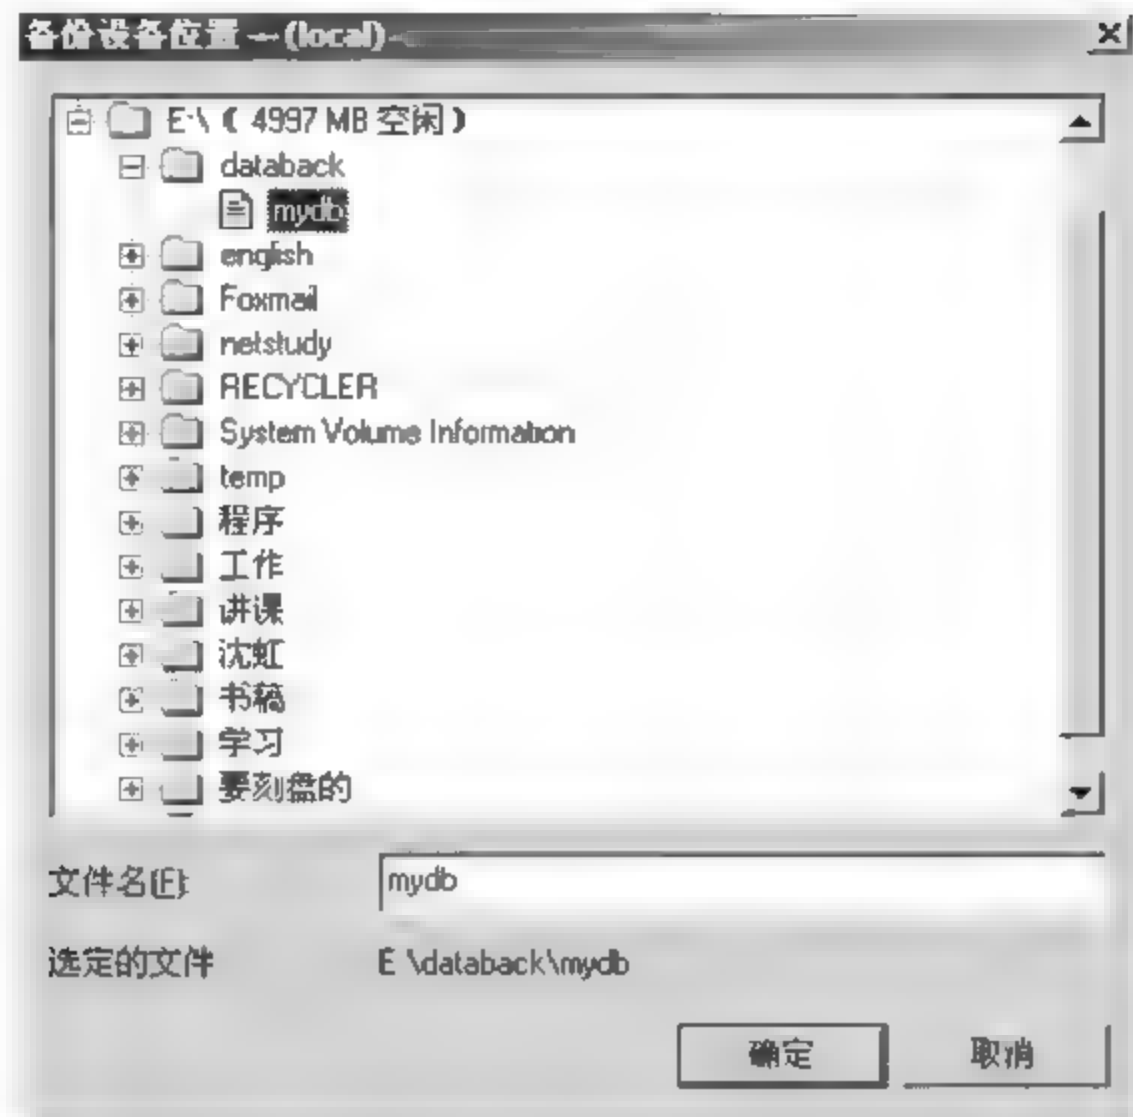 备份设备位置 - (local)
E:\（4997 MB 空闲）
databack
mydb
english
Foxmail
netstudy
RECYCLER
System Volume Information
temp
程序
工作
讲课
沈虹
书稿
学习
要刻盘的
文件名(F):
mydb
选定的文件
E:\databack\mydb
确定
取消